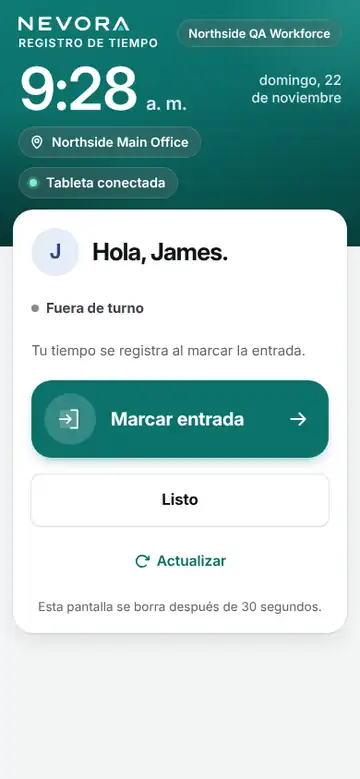 NEVORA
REGISTRO DE TIEMPO
Northside QA Workforce
9:28 a. m.
domingo, 22
de noviembre
Northside Main Office
Tableta conectada
J
Hola, James.
Fuera de turno
Tu tiempo se registra al marcar la entrada.
Marcar entrada
Listo
Actualizar
Esta pantalla se borra después de 30 segundos.